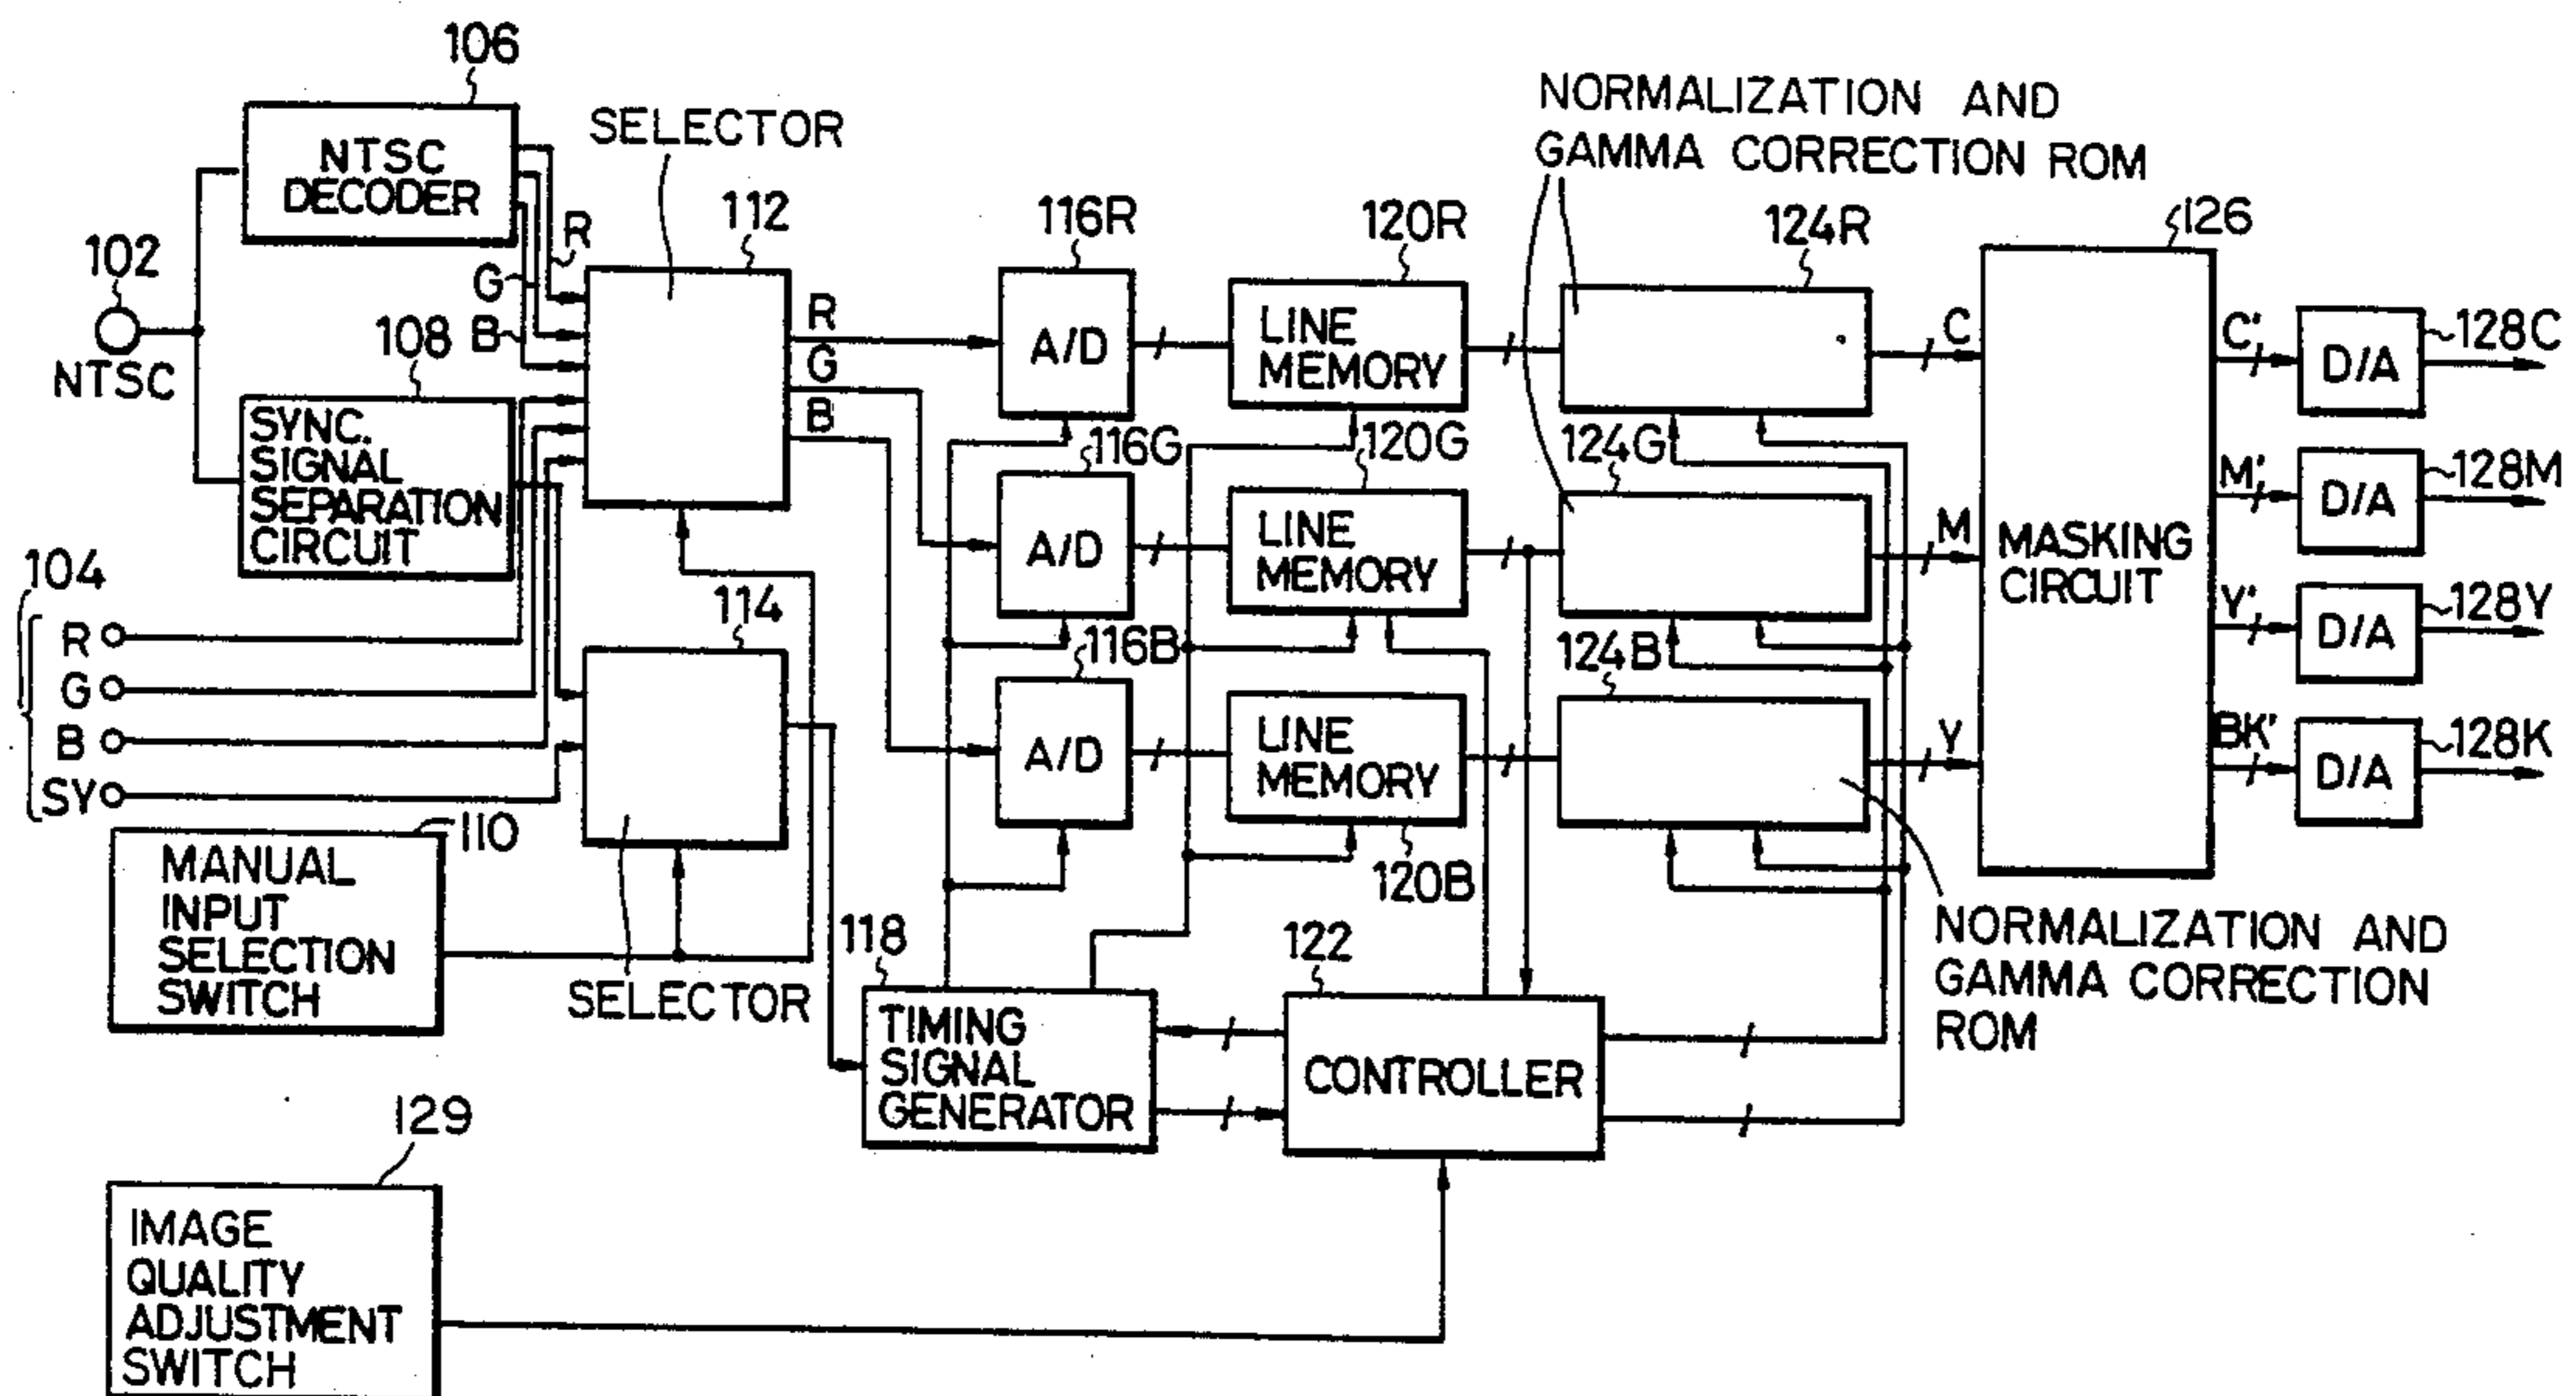 106
NTSC
DECODER
102
NTSC
R
G
B
108
SYNC.
SIGNAL
SEPARATION
CIRCUIT
104
R
G
B
SY
110
MANUAL
INPUT
SELECTION
SWITCH
129
IMAGE
QUALITY
ADJUSTMENT
SWITCH
SELECTOR
112
R
G
B
114
SELECTOR
116R
A/D
116G
A/D
116B
A/D
118
TIMING
SIGNAL
GENERATOR
120R
LINE
MEMORY
120G
LINE
MEMORY
LINE
MEMORY
120B
122
CONTROLLER
NORMALIZATION AND
GAMMA CORRECTION ROM
124R
124G
124B
NORMALIZATION AND
GAMMA CORRECTION
ROM
C
M
Y
126
MASKING
CIRCUIT
C'
D/A
128C
M'
D/A
128M
Y'
D/A
128Y
BK'
D/A
128K